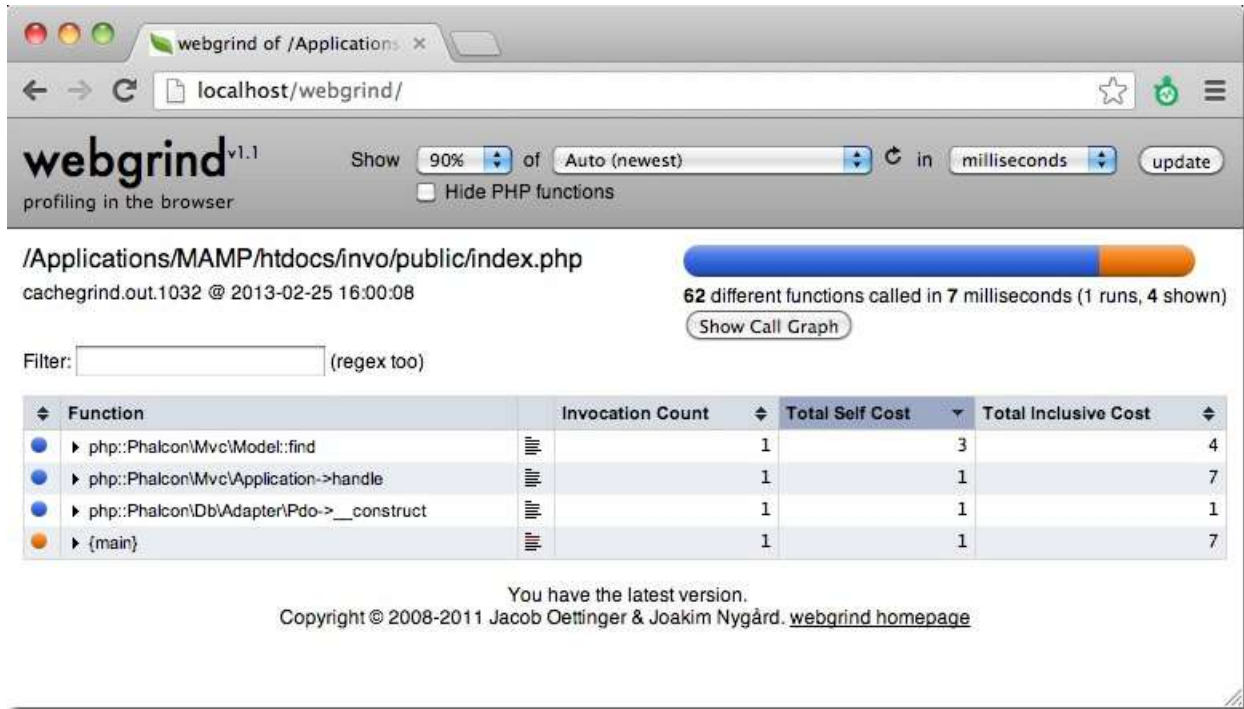 webgrind of /Applications
localhost/webgrind/
webgrind v1.1
profiling in the browser
Show 90% of Auto (newest) in milliseconds update
Hide PHP functions
/Applications/MAMP/htdocs/invo/public/index.php
cachegrind.out.1032 @ 2013-02-25 16:00:08
62 different functions called in 7 milliseconds (1 runs, 4 shown)
Show Call Graph
Filter: (regex too)
Function Invocation Count Total Self Cost Total Inclusive Cost
php::Phalcon\Mvc\Model::find 1 3 4
php::Phalcon\Mvc\Application->handle 1 1 7
php::Phalcon\Db\Adapter\Pdo->__construct 1 1 1
{main} 1 1 7
You have the latest version.
Copyright © 2008-2011 Jacob Oettinger & Joakim Nygård. webgrind homepage